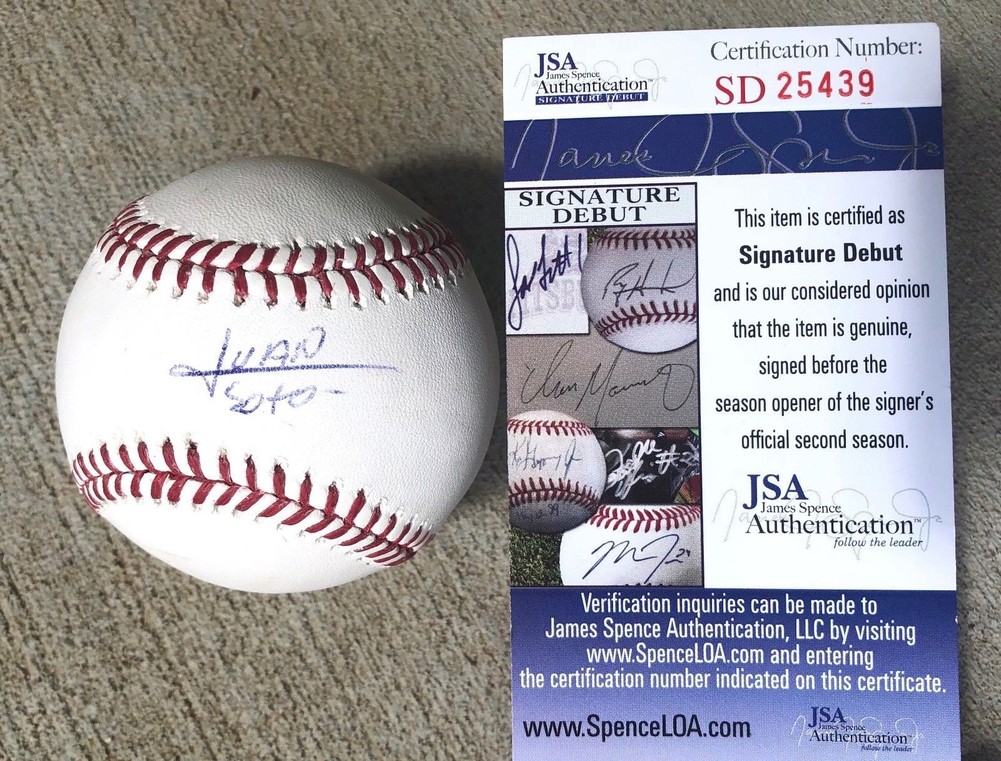 JUAN
Soto
JSA
James Spence
Authentication™
SIGNATURE DEBUT
Certification Number:
SD 25439
SIGNATURE
DEBUT
This item is certified as
Signature Debut
and is our considered opinion
that the item is genuine,
signed before the
season opener of the signer's
official second season.
JSA
James Spence
Authentication™
follow the leader
Verification inquiries can be made to
James Spence Authentication, LLC by visiting
www.SpenceLOA.com and entering
the certification number indicated on this certificate.
www.SpenceLOA.com
JSA
James Spence
Authentication™
follow the leader